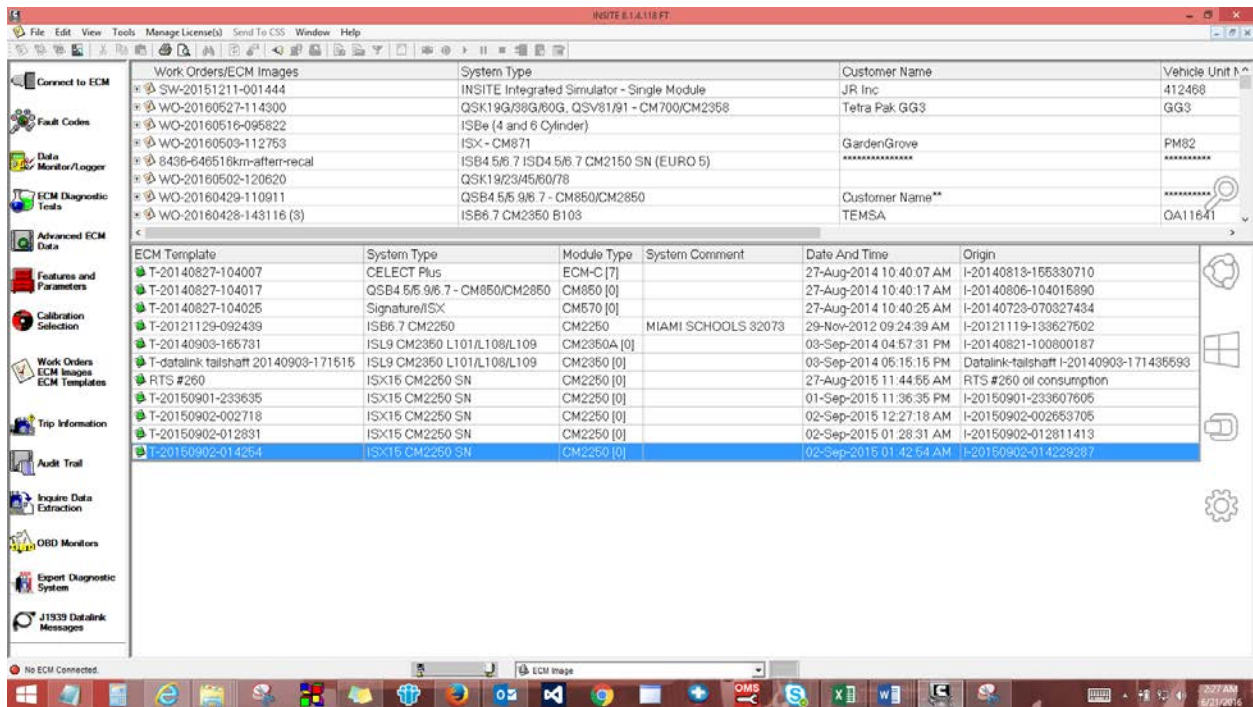 INSITE 8.1.4.118 FT
File Edit View Tools Manage License(s) Send To CSS Window Help
Connect to ECM
Fault Codes
Data Monitor/Logger
ECM Diagnostic Tests
Advanced ECM Data
Features and Parameters
Calibration Selection
Work Orders ECM Images ECM Templates
Trip Information
Audit Trail
Inquire Data Extraction
OBD Monitors
Expert Diagnostic System
J1939 Datalink Messages
Work Orders/ECM Images System Type Customer Name Vehicle Unit
SW-20151211-001444 INSITE Integrated Simulator - Single Module JR Inc 412468
WO-20160527-114300 QSK19G/38G/60G, QSV81/91 - CM700/CM2358 Tetra Pak GG3 GG3
WO-20160516-095822 ISBe (4 and 6 Cylinder)
WO-20160503-112753 ISX - CM871 GardenGrove PM82
8436-646516km-afterr-recal ISB4.5/6.7 ISD4.5/6.7 CM2150 SN (EURO 5) *************** **********
WO-20160502-120620 QSK19/23/45/60/78
WO-20160429-110911 QSB4.5/5.9/6.7 - CM850/CM2850 Customer Name** **********
WO-20160428-143116 (3) ISB6.7 CM2350 B103 TEMSA OA11641
ECM Template System Type Module Type System Comment Date And Time Origin
T-20140827-104007 CELECT Plus ECM-C [7] 27-Aug-2014 10:40:07 AM I-20140813-155330710
T-20140827-104017 QSB4.5/5.9/6.7 - CM850/CM2850 CM850 [0] 27-Aug-2014 10:40:17 AM I-20140806-104015890
T-20140827-104025 Signature/ISX CM570 [0] 27-Aug-2014 10:40:25 AM I-20140723-070327434
T-20121129-092439 ISB6.7 CM2250 CM2250 MIAMI SCHOOLS 32073 29-Nov-2012 09:24:39 AM I-20121119-133627502
T-20140903-165731 ISL9 CM2350 L101/L108/L109 CM2350A [0] 03-Sep-2014 04:57:31 PM I-20140821-100800187
T-datalink tailshaft 20140903-171515 ISL9 CM2350 L101/L108/L109 CM2350 [0] 03-Sep-2014 05:15:15 PM Datalink-tailshaft I-20140903-171435593
RTS #260 ISX15 CM2250 SN CM2250 [0] 27-Aug-2015 11:44:55 AM RTS #260 oil consumption
T-20150901-233635 ISX15 CM2250 SN CM2250 [0] 01-Sep-2015 11:36:35 PM I-20150901-233607605
T-20150902-002718 ISX15 CM2250 SN CM2250 [0] 02-Sep-2015 12:27:18 AM I-20150902-002653705
T-20150902-012831 ISX15 CM2250 SN CM2250 [0] 02-Sep-2015 01:28:31 AM I-20150902-012811413
T-20150902-014254 ISX15 CM2250 SN CM2250 [0] 02-Sep-2015 01:42:54 AM I-20150902-014229287
No ECM Connected. ECM Image
OMS
2:27 AM
6/21/2016